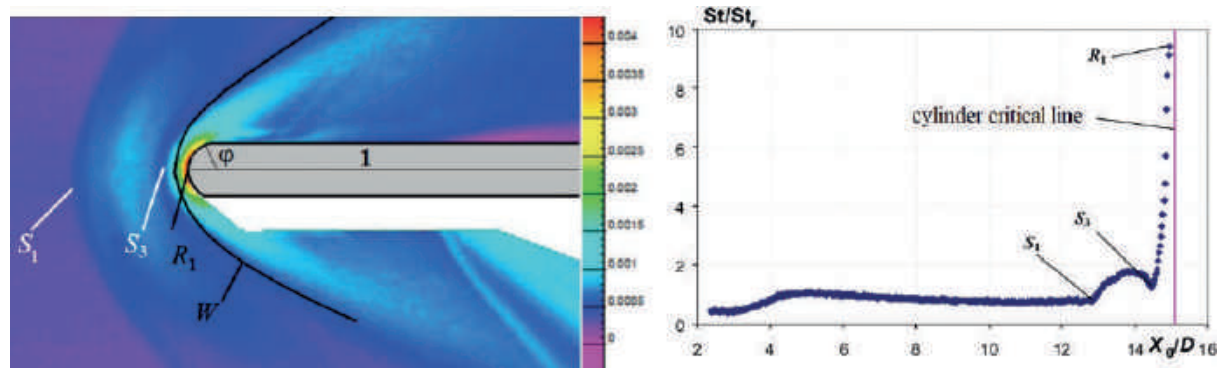 0.004
0.0035
0.003
0.0025
0.002
0.0015
0.001
0.0005
0
φ
1
S₁
S₃
R₁
W
St/Stᵣ
10
8
6
4
2
0
R₁
cylinder critical line
S₁
S₃
2 4 6 8 10 12 14 X₀/D 16